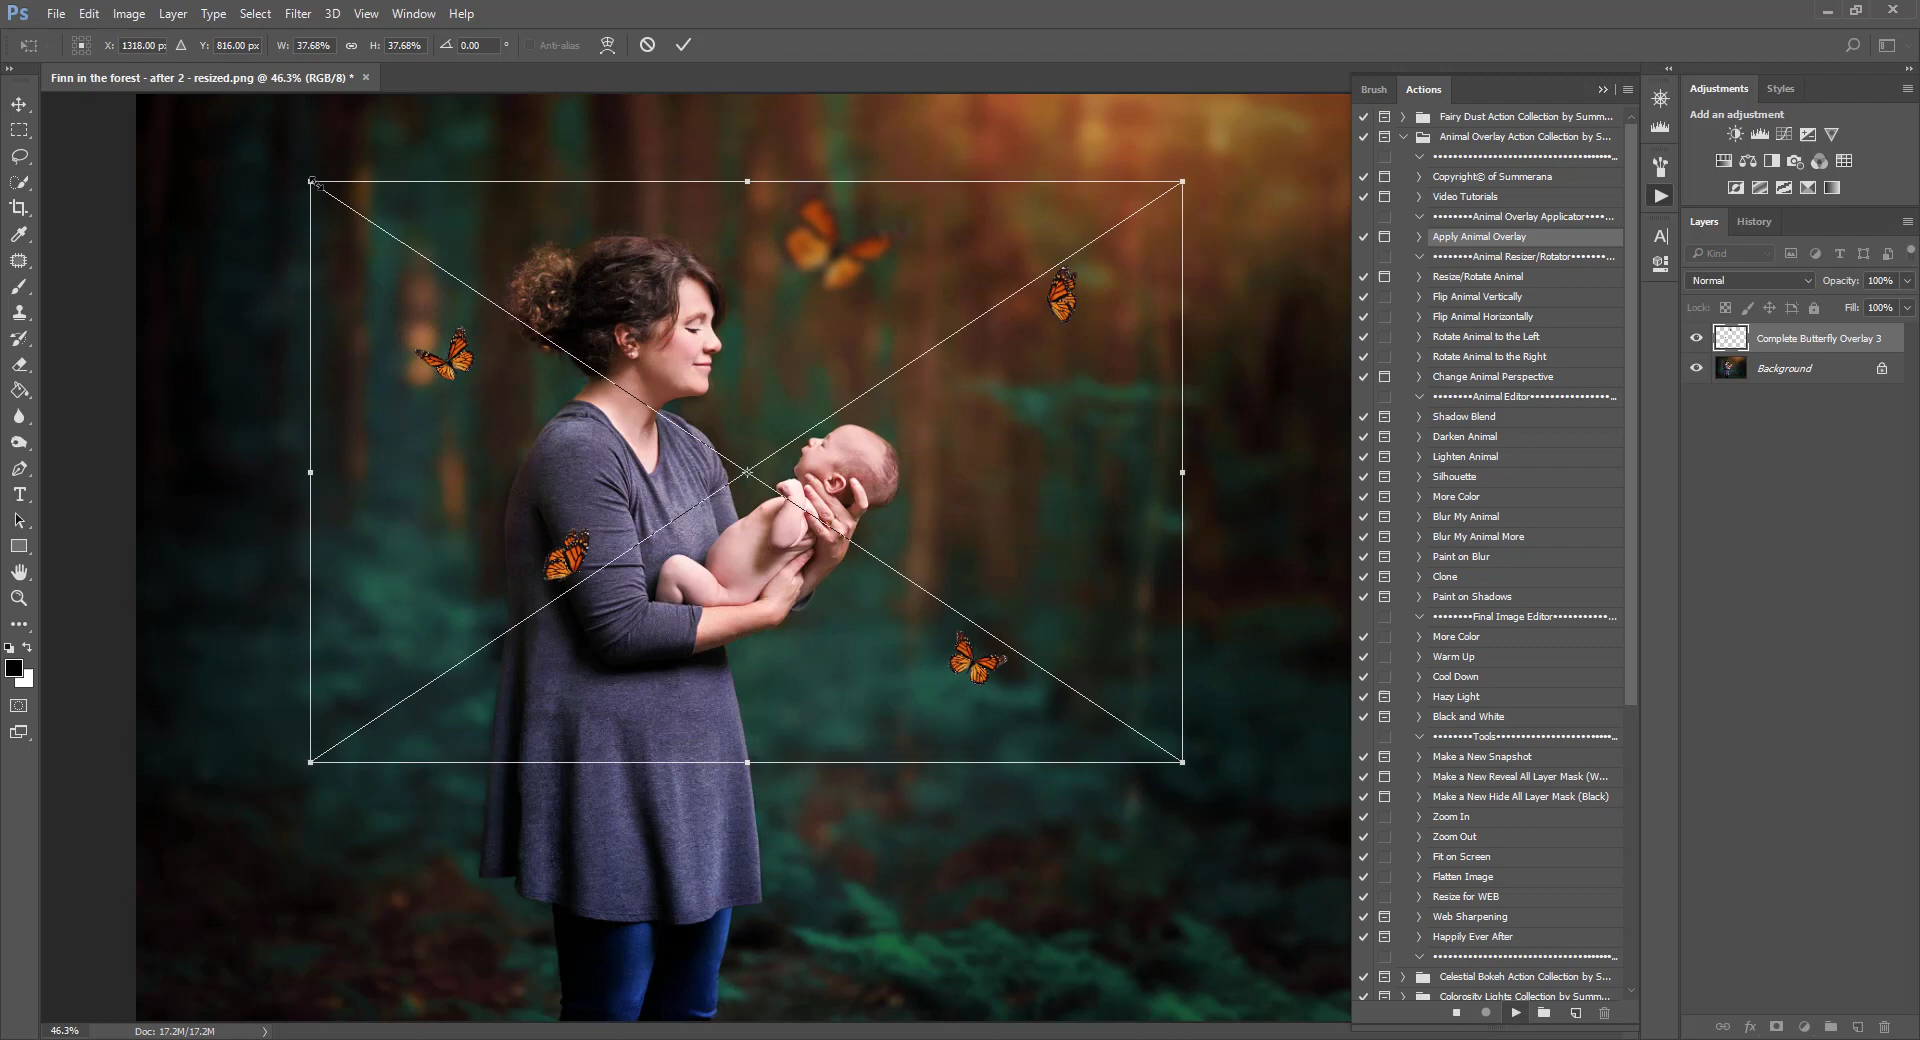 Ps File Edit Image Layer Type Select Filter 3D View Window Help
X: 1318.00 px Y: 816.00 px W: 37.68% H: 37.68% 0.00 ° Anti-alias
Finn in the forest - after 2 - resized.png @ 46.3% (RGB/8) * ×
Brush Actions
Fairy Dust Action Collection by Summ...
Animal Overlay Action Collection by S...
Copyright© of Summerana
Video Tutorials
••••••••Animal Overlay Applicator••••...
Apply Animal Overlay
••••••••Animal Resizer/Rotator•••••••...
Resize/Rotate Animal
Flip Animal Vertically
Flip Animal Horizontally
Rotate Animal to the Left
Rotate Animal to the Right
Change Animal Perspective
••••••••Animal Editor••••••••••••••••...
Shadow Blend
Darken Animal
Lighten Animal
Silhouette
More Color
Blur My Animal
Blur My Animal More
Paint on Blur
Clone
Paint on Shadows
••••••••Final Image Editor•••••••••••...
More Color
Warm Up
Cool Down
Hazy Light
Black and White
••••••••Tools•••••••••••••••••••••••...
Make a New Snapshot
Make a New Reveal All Layer Mask (W...
Make a New Hide All Layer Mask (Black)
Zoom In
Zoom Out
Fit on Screen
Flatten Image
Resize for WEB
Web Sharpening
Happily Ever After
Celestial Bokeh Action Collection by S...
Colorosity Lights Collection by Summ...
Adjustments Styles
Add an adjustment
Layers History
Kind
Normal Opacity: 100%
Lock: Fill: 100%
Complete Butterfly Overlay 3
Background
46.3% Doc: 17.2M/17.2M